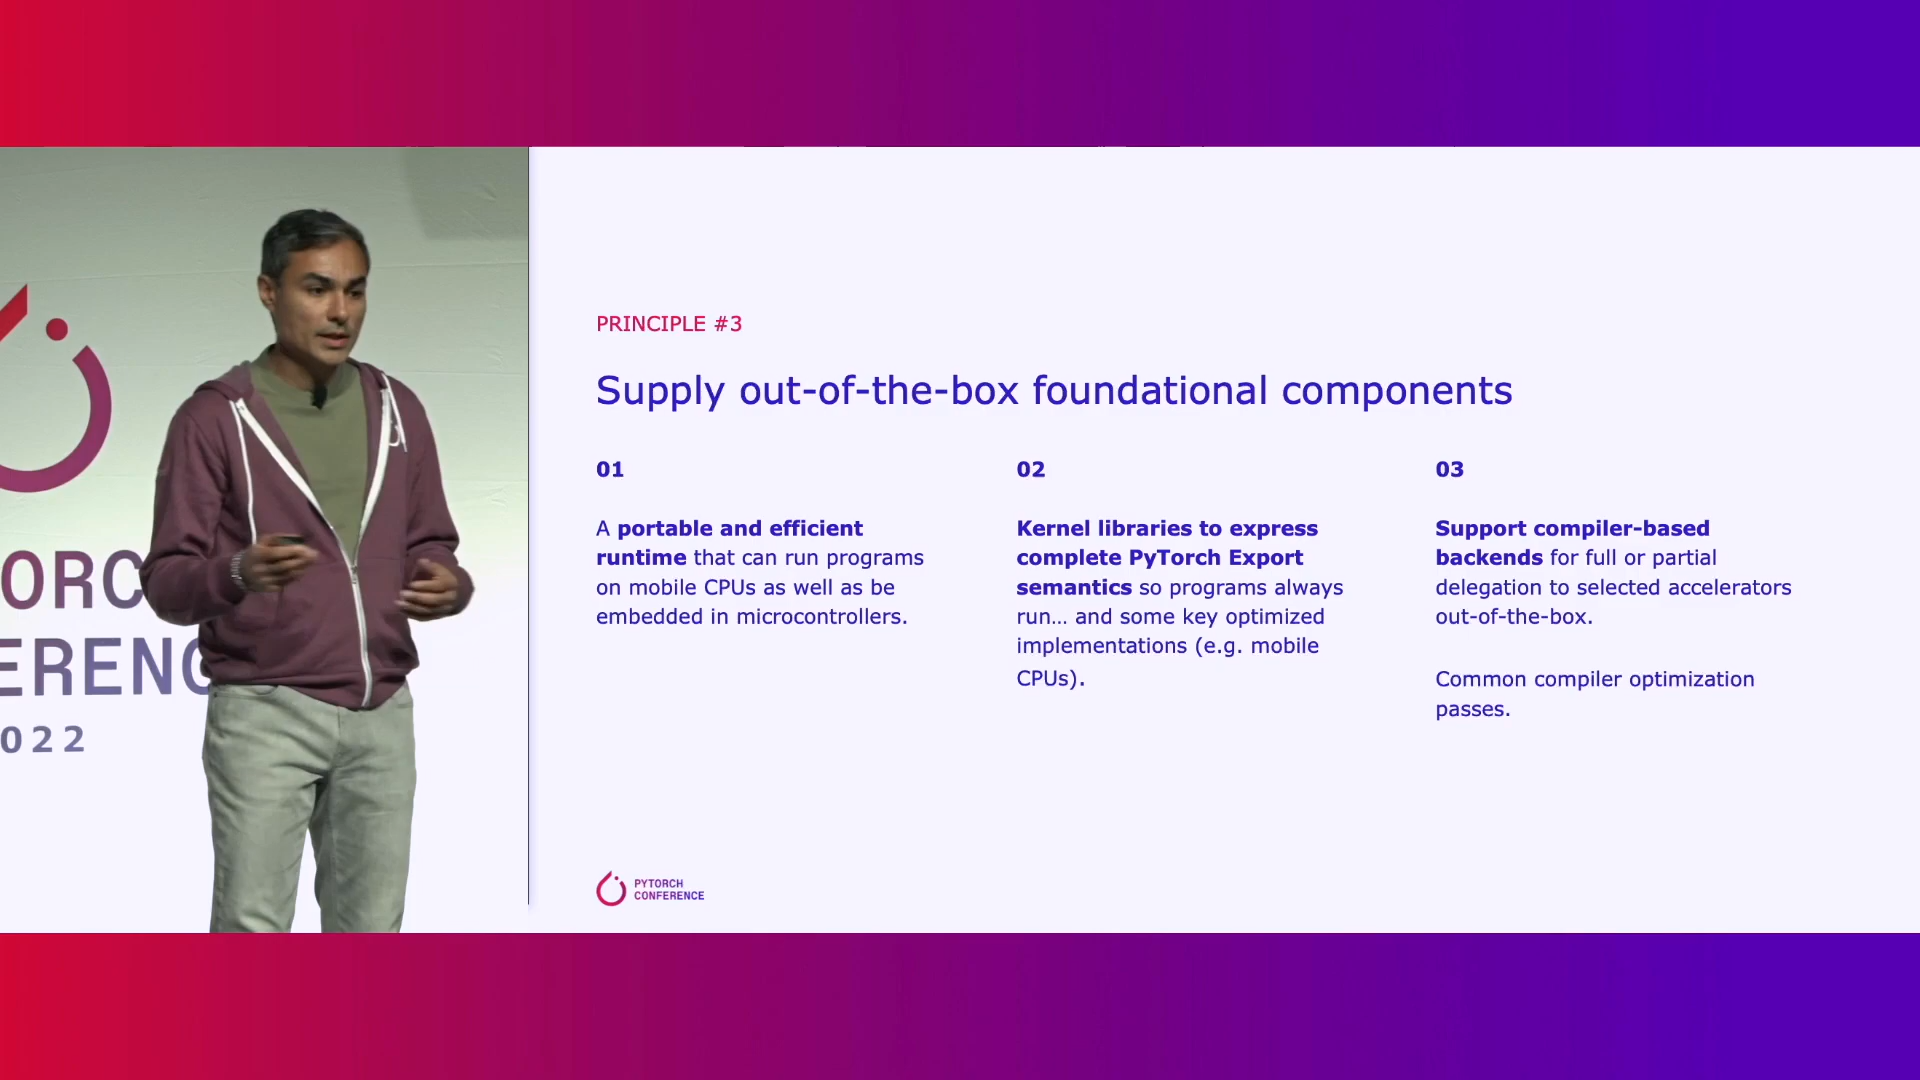 ORC
ERENC
022
PRINCIPLE #3
Supply out-of-the-box foundational components
01
A portable and efficient
runtime that can run programs
on mobile CPUs as well as be
embedded in microcontrollers.
02
Kernel libraries to express
complete PyTorch Export
semantics so programs always
run... and some key optimized
implementations (e.g. mobile
CPUs).
03
Support compiler-based
backends for full or partial
delegation to selected accelerators
out-of-the-box.
Common compiler optimization
passes.
PYTORCH
CONFERENCE